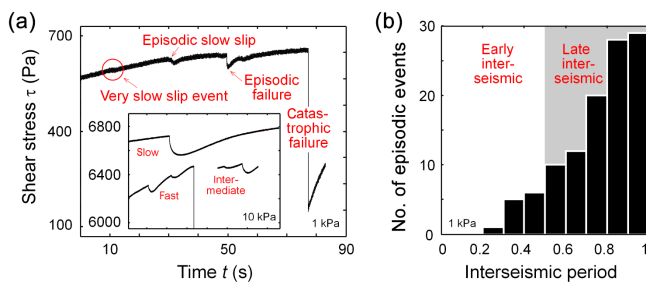 (a)
700
400
100
Shear stress τ (Pa)
Episodic slow slip
Very slow slip event
Episodic
failure
Catas-
trophic
failure
6800
6400
6000
Slow
Fast
Inter-
mediate
10 kPa
1 kPa
10
50
90
Time t (s)
(b)
30
20
10
0
No. of episodic events
Early
inter-
seismic
Late
inter-
seismic
1 kPa
0
0.2
0.4
0.6
0.8
1
Interseismic period